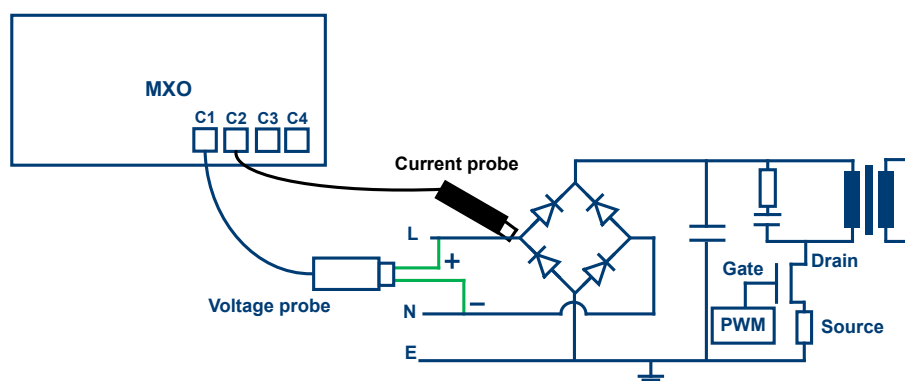 MXO
C1 C2 C3 C4
Current probe
L
+
Voltage probe
−
N
E
Gate
Drain
PWM
Source